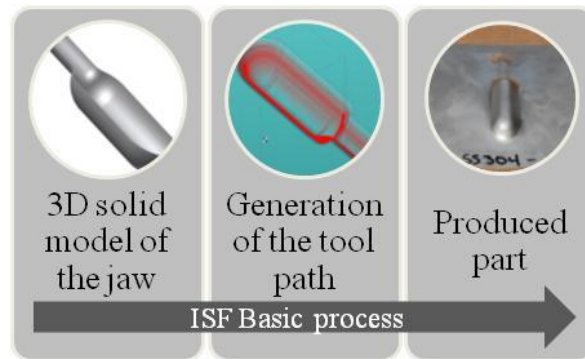 SS304-
3D solid
model of
the jaw
Generation
of the tool
path
Produced
part
ISF Basic process